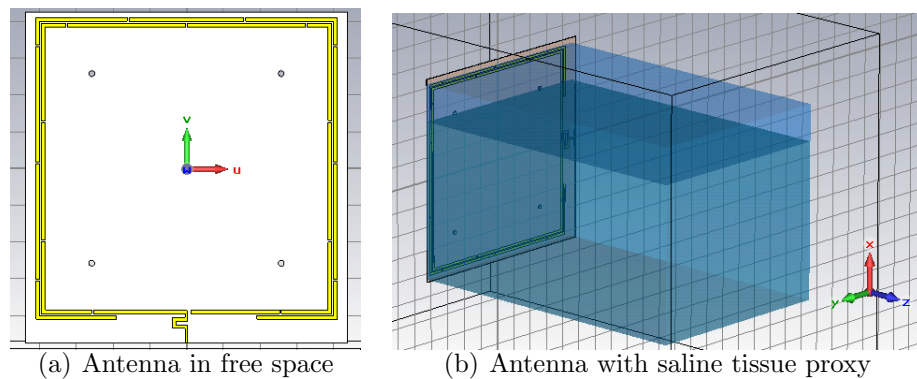 v
u
w
x
y
z
(a) Antenna in free space
(b) Antenna with saline tissue proxy